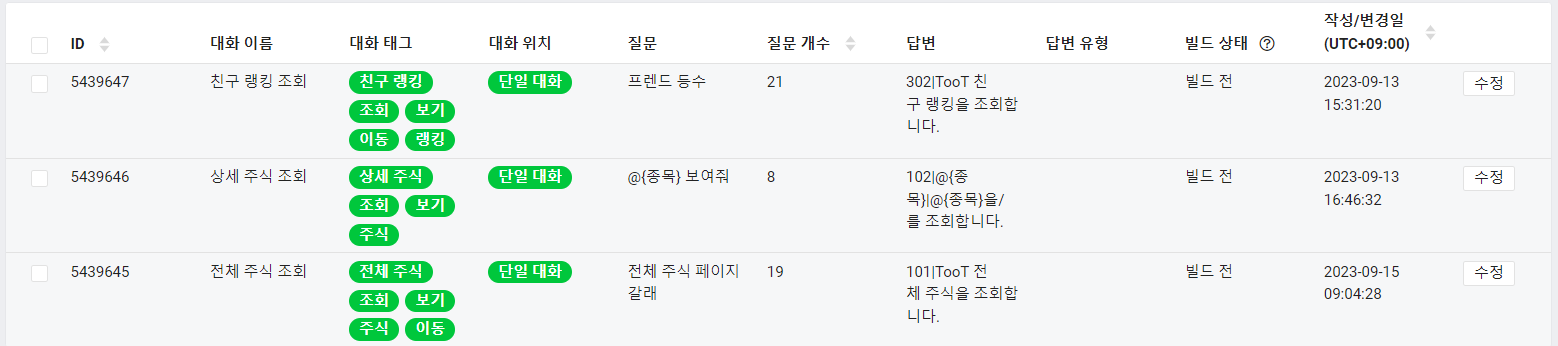 ID 대화 이름 대화 태그 대화 위치 질문 질문 개수 답변 답변 유형 빌드 상태 작성/변경일
(UTC+09:00)
5439647 친구 랭킹 조회 친구 랭킹 단일 대화 프렌드 등수 21 302|TooT 친 빌드 전 2023-09-13 수정
조회 보기 구 랭킹을 조회합 15:31:20
이동 랭킹 니다.
5439646 상세 주식 조회 상세 주식 단일 대화 @{종목} 보여줘 8 102|@{종 빌드 전 2023-09-13 수정
조회 보기 목}|@{종목}을/ 16:46:32
주식 를 조회합니다.
5439645 전체 주식 조회 전체 주식 단일 대화 전체 주식 페이지 19 101|TooT 전 빌드 전 2023-09-15 수정
조회 보기 갈래 체 주식을 조회합 09:04:28
주식 이동 니다.